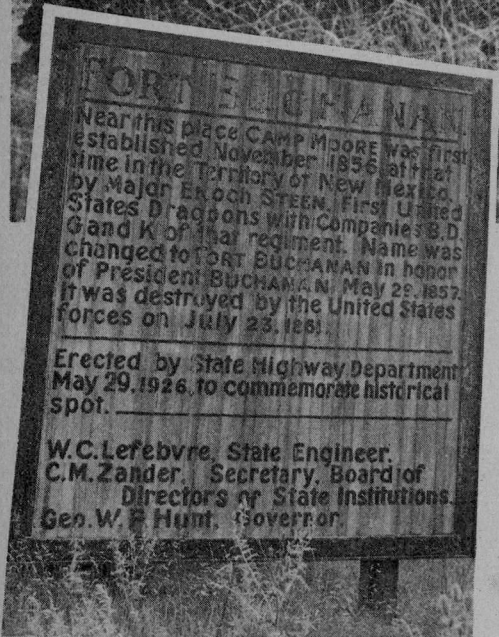 FORT BUCHANAN
Near this place CAMP MOORE was first
established November 1856, at that
time in the Territory of New Mexico,
by Major ENOCH STEEN, First United
States Dragoons with Companies B.D.
G and K of that regiment. Name was
changed to FORT BUCHANAN in honor
of President BUCHANAN, May 29, 1857.
It was destroyed by the United States
forces on July 23, 1861.
Erected by State Highway Department
May 29, 1926, to commemorate historical
spot.
W.C. Lefebvre, State Engineer.
C.M. Zander, Secretary, Board of
Directors of State Institutions.
Geo. W. P. Hunt, Governor.